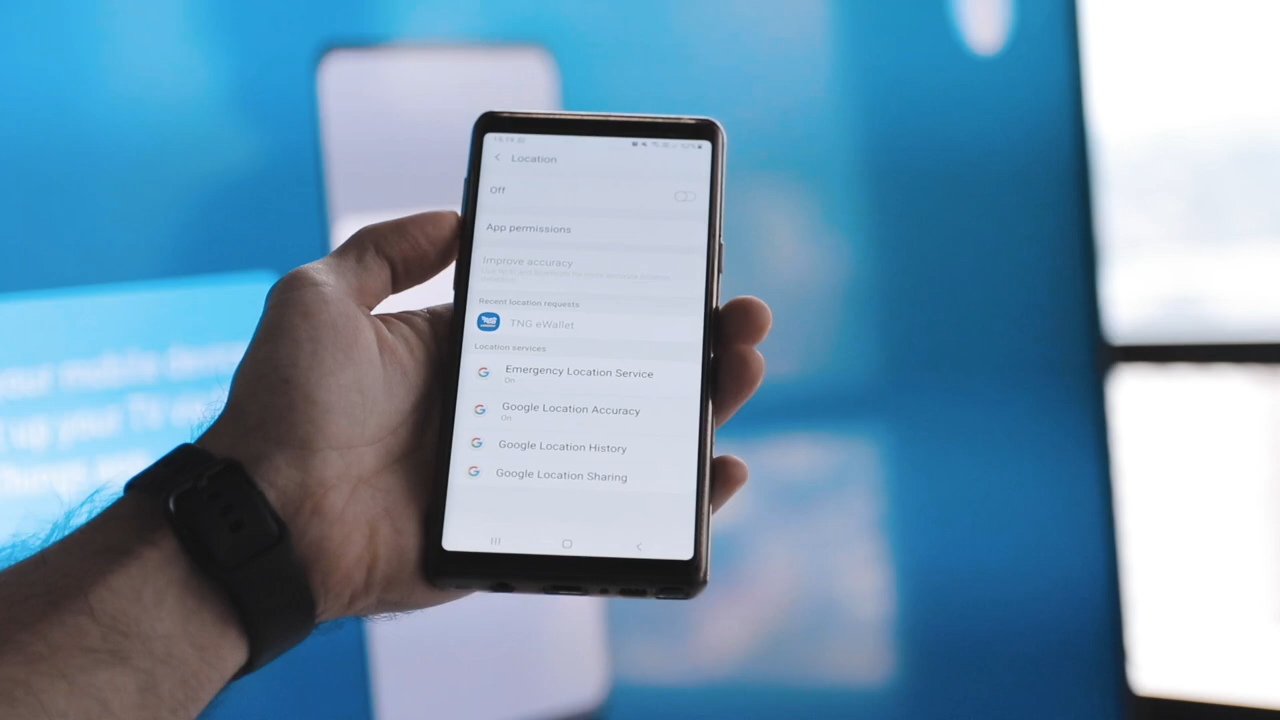 Location
Off
App permissions
Improve accuracy
Recent location requests
TNG eWallet
Location services
Emergency Location Service
On
Google Location Accuracy
On
Google Location History
Google Location Sharing